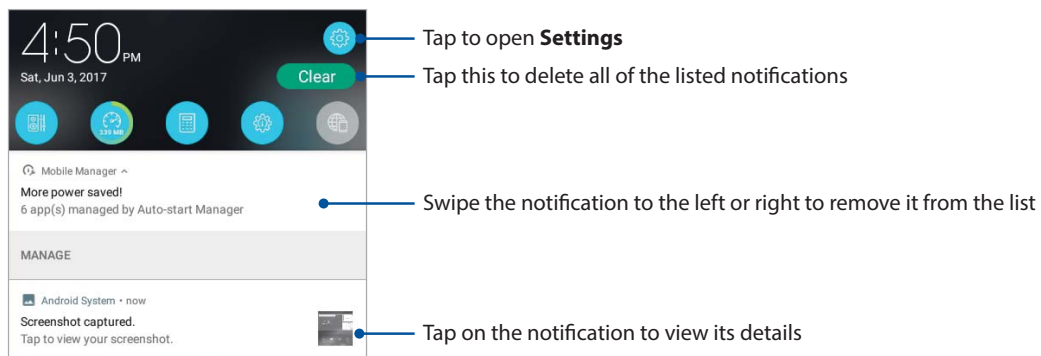 4:50 PM
Tap to open Settings
Sat, Jun 3, 2017
Clear
Tap this to delete all of the listed notifications
339 MB
Mobile Manager
More power saved!
6 app(s) managed by Auto-start Manager
Swipe the notification to the left or right to remove it from the list
MANAGE
Android System • now
Screenshot captured.
Tap to view your screenshot.
Tap on the notification to view its details